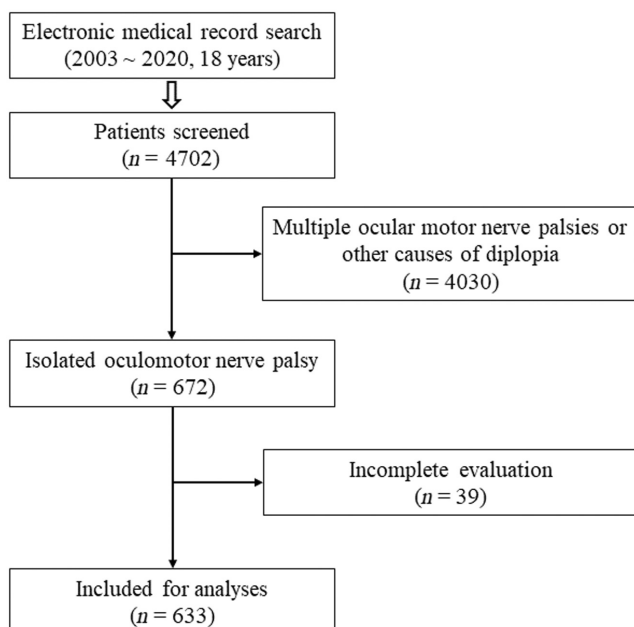 Electronic medical record search
(2003 ~ 2020, 18 years)
Patients screened
(n = 4702)
Multiple ocular motor nerve palsies or
other causes of diplopia
(n = 4030)
Isolated oculomotor nerve palsy
(n = 672)
Incomplete evaluation
(n = 39)
Included for analyses
(n = 633)